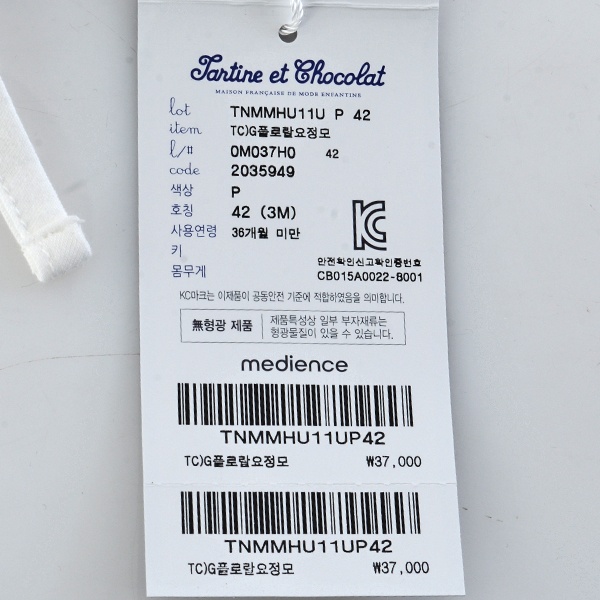 Tartine et Chocolat
MAISON FRANÇAISE DE MODE ENFANTINE
lot TNMMHU11U P 42
item TC)G플로랄요정모
l/# 0M037H0 42
code 2035949
색상 P
호칭 42 (3M)
사용연령 36개월 미만
키
몸무게
안전확인신고확인증번호
CB015A0022-8001
KC마크는 이제품이 공동안전 기준에 적합하였음을 의미합니다.
無형광 제품
제품특성상 일부 부자재류는
형광물질이 있을 수 있습니다.
medience
TNMMHU11UP42
TC)G플로랄요정모 ₩37,000
TNMMHU11UP42
TC)G플로랄요정모 ₩37,000